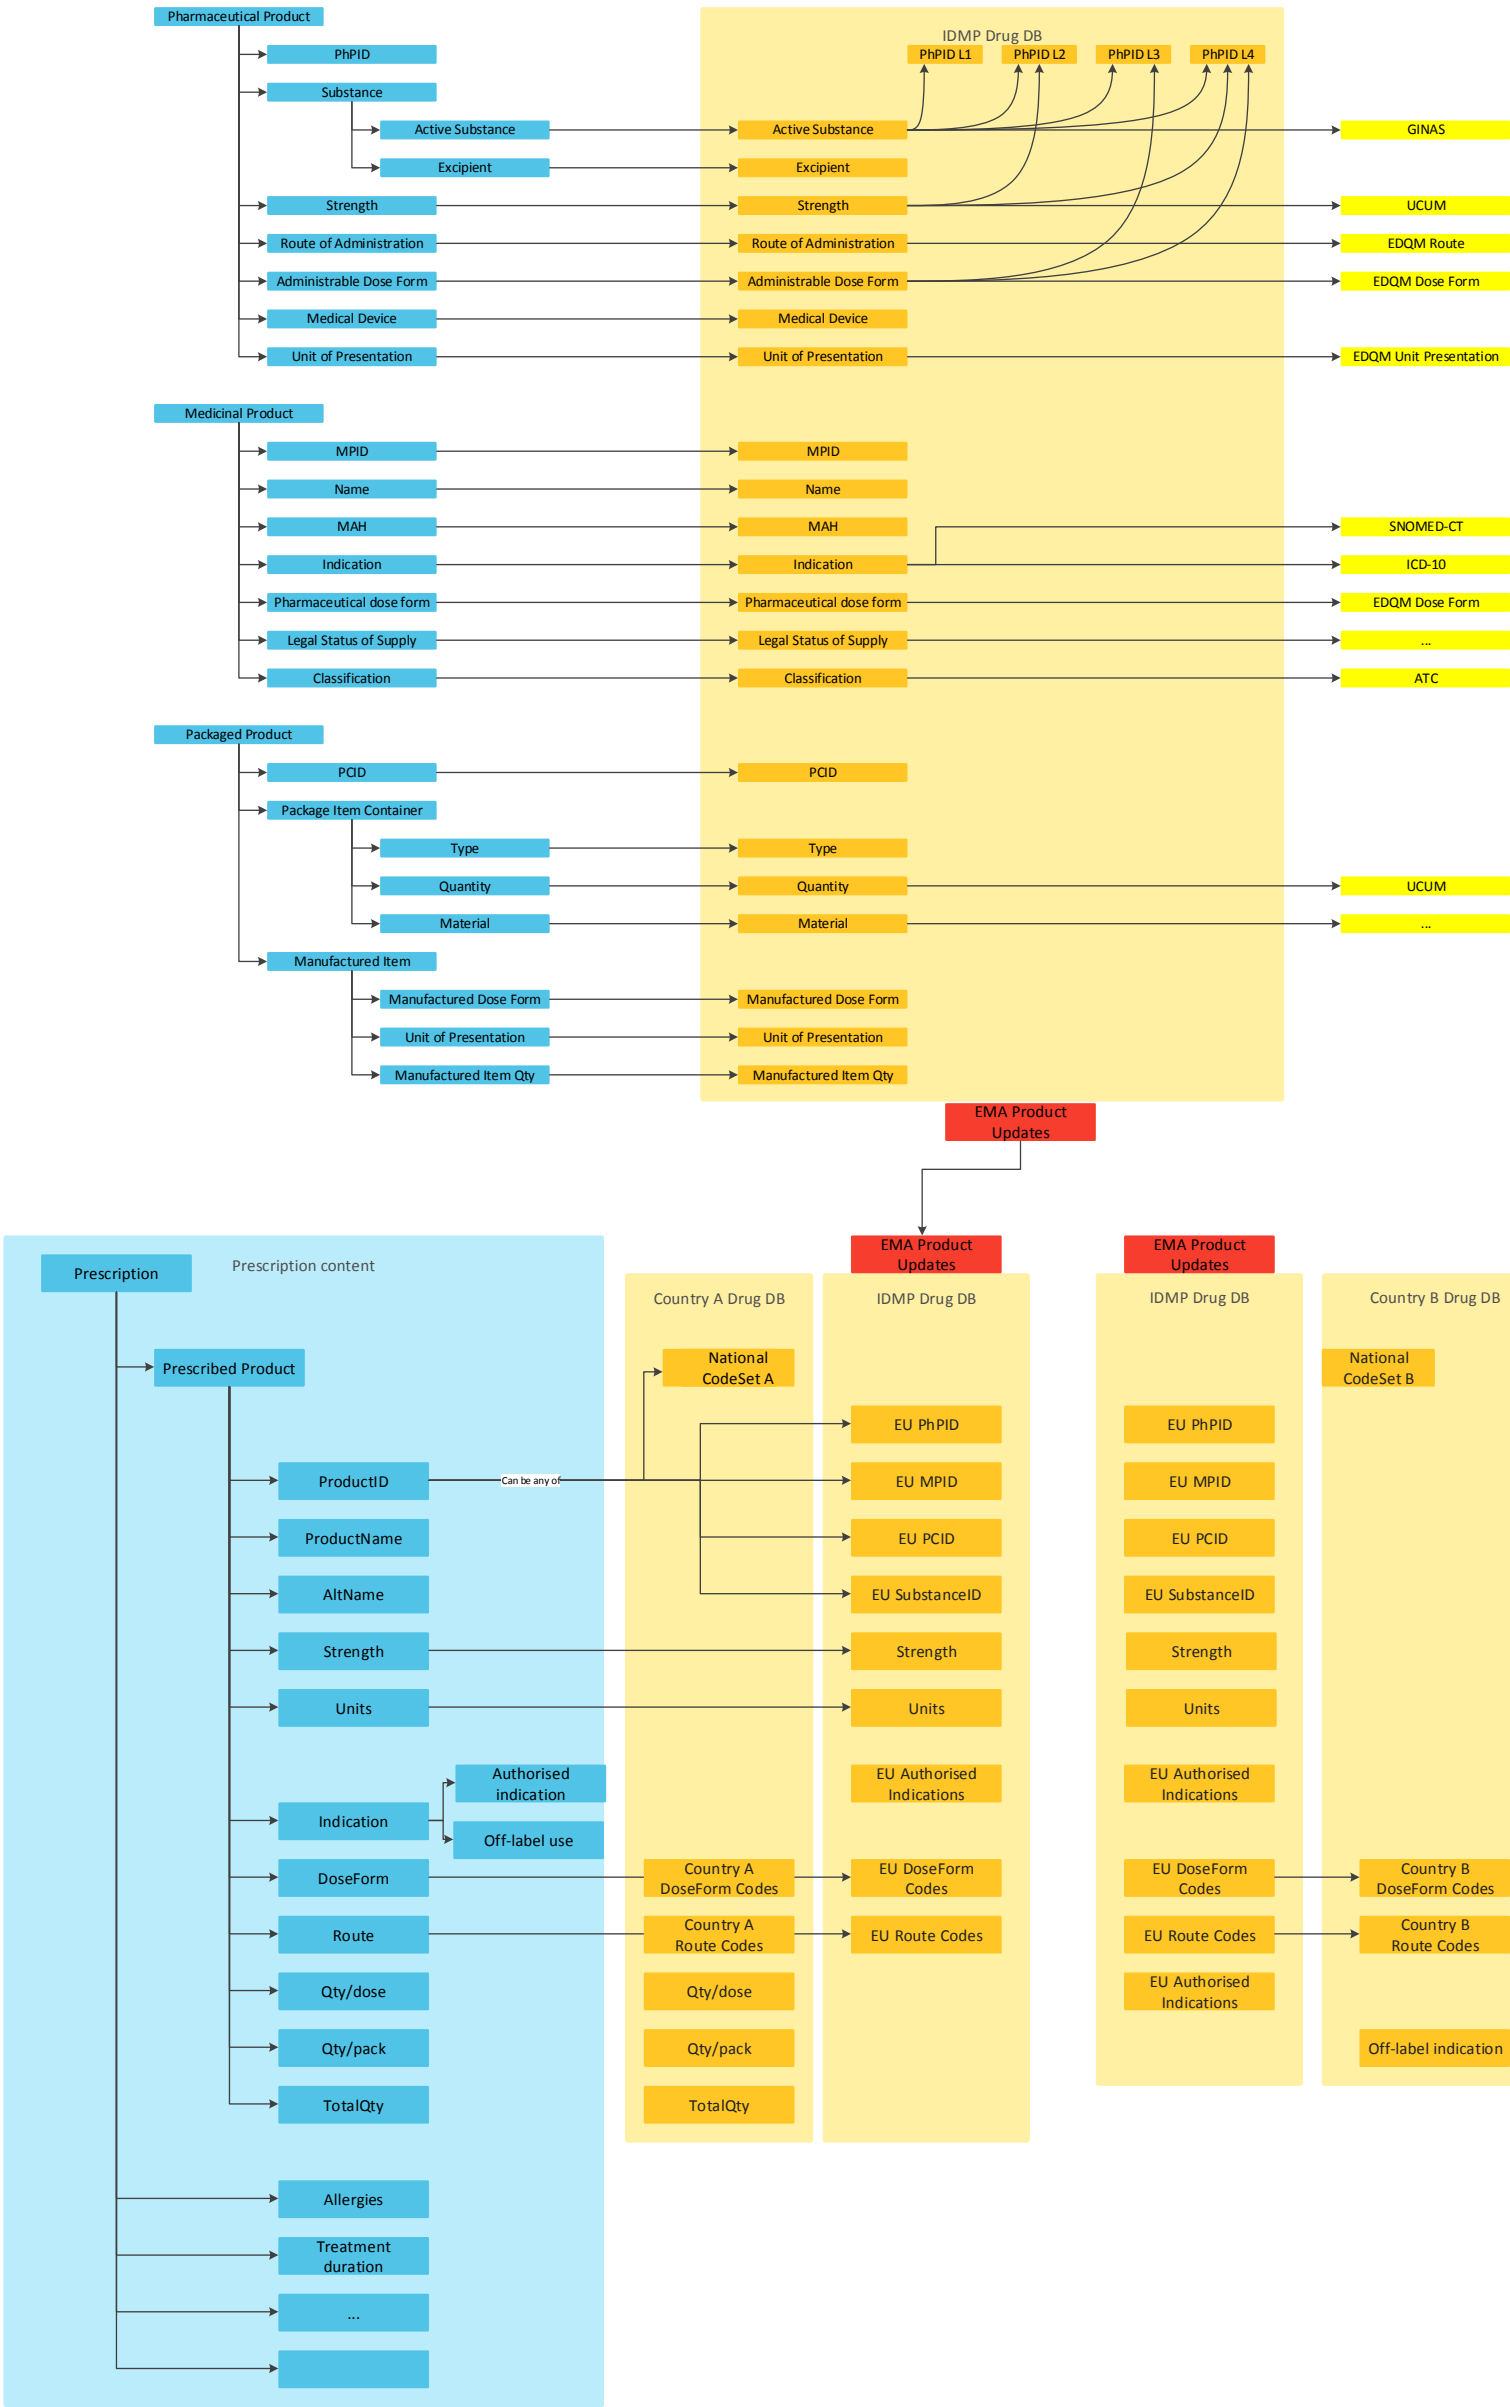 Pharmaceutical Product
IDMP Drug DB
PhPID
PhPID L1
PhPID L2
PhPID L3
PhPID L4
Substance
Active Substance
Active Substance
GINAS
Excipient
Excipient
Strength
Strength
UCUM
Route of Administration
Route of Administration
EDQM Route
Administrable Dose Form
Administrable Dose Form
EDQM Dose Form
Medical Device
Medical Device
Unit of Presentation
Unit of Presentation
EDQM Unit Presentation
Medicinal Product
MPID
MPID
Name
Name
MAH
MAH
SNOMED-CT
Indication
Indication
ICD-10
Pharmaceutical dose form
Pharmaceutical dose form
EDQM Dose Form
Legal Status of Supply
Legal Status of Supply
...
Classification
Classification
ATC
Packaged Product
PCID
PCID
Package Item Container
Type
Type
Quantity
Quantity
UCUM
Material
Material
...
Manufactured Item
Manufactured Dose Form
Manufactured Dose Form
Unit of Presentation
Unit of Presentation
Manufactured Item Qty
Manufactured Item Qty
EMA Product
Updates
EMA Product
Updates
EMA Product
Updates
Prescription
Prescription content
Country A Drug DB
IDMP Drug DB
IDMP Drug DB
Country B Drug DB
Prescribed Product
National
CodeSet A
National
CodeSet B
EU PhPID
EU PhPID
ProductID
Can be any of
EU MPID
EU MPID
ProductName
EU PCID
EU PCID
AltName
EU SubstanceID
EU SubstanceID
Strength
Strength
Strength
Units
Units
Units
Authorised
indication
EU Authorised
Indications
EU Authorised
Indications
Indication
Off-label use
DoseForm
Country A
DoseForm Codes
EU DoseForm
Codes
EU DoseForm
Codes
Country B
DoseForm Codes
Route
Country A
Route Codes
EU Route Codes
EU Route Codes
Country B
Route Codes
Qty/dose
Qty/dose
EU Authorised
Indications
Qty/pack
Qty/pack
Off-label indication
TotalQty
TotalQty
Allergies
Treatment
duration
...